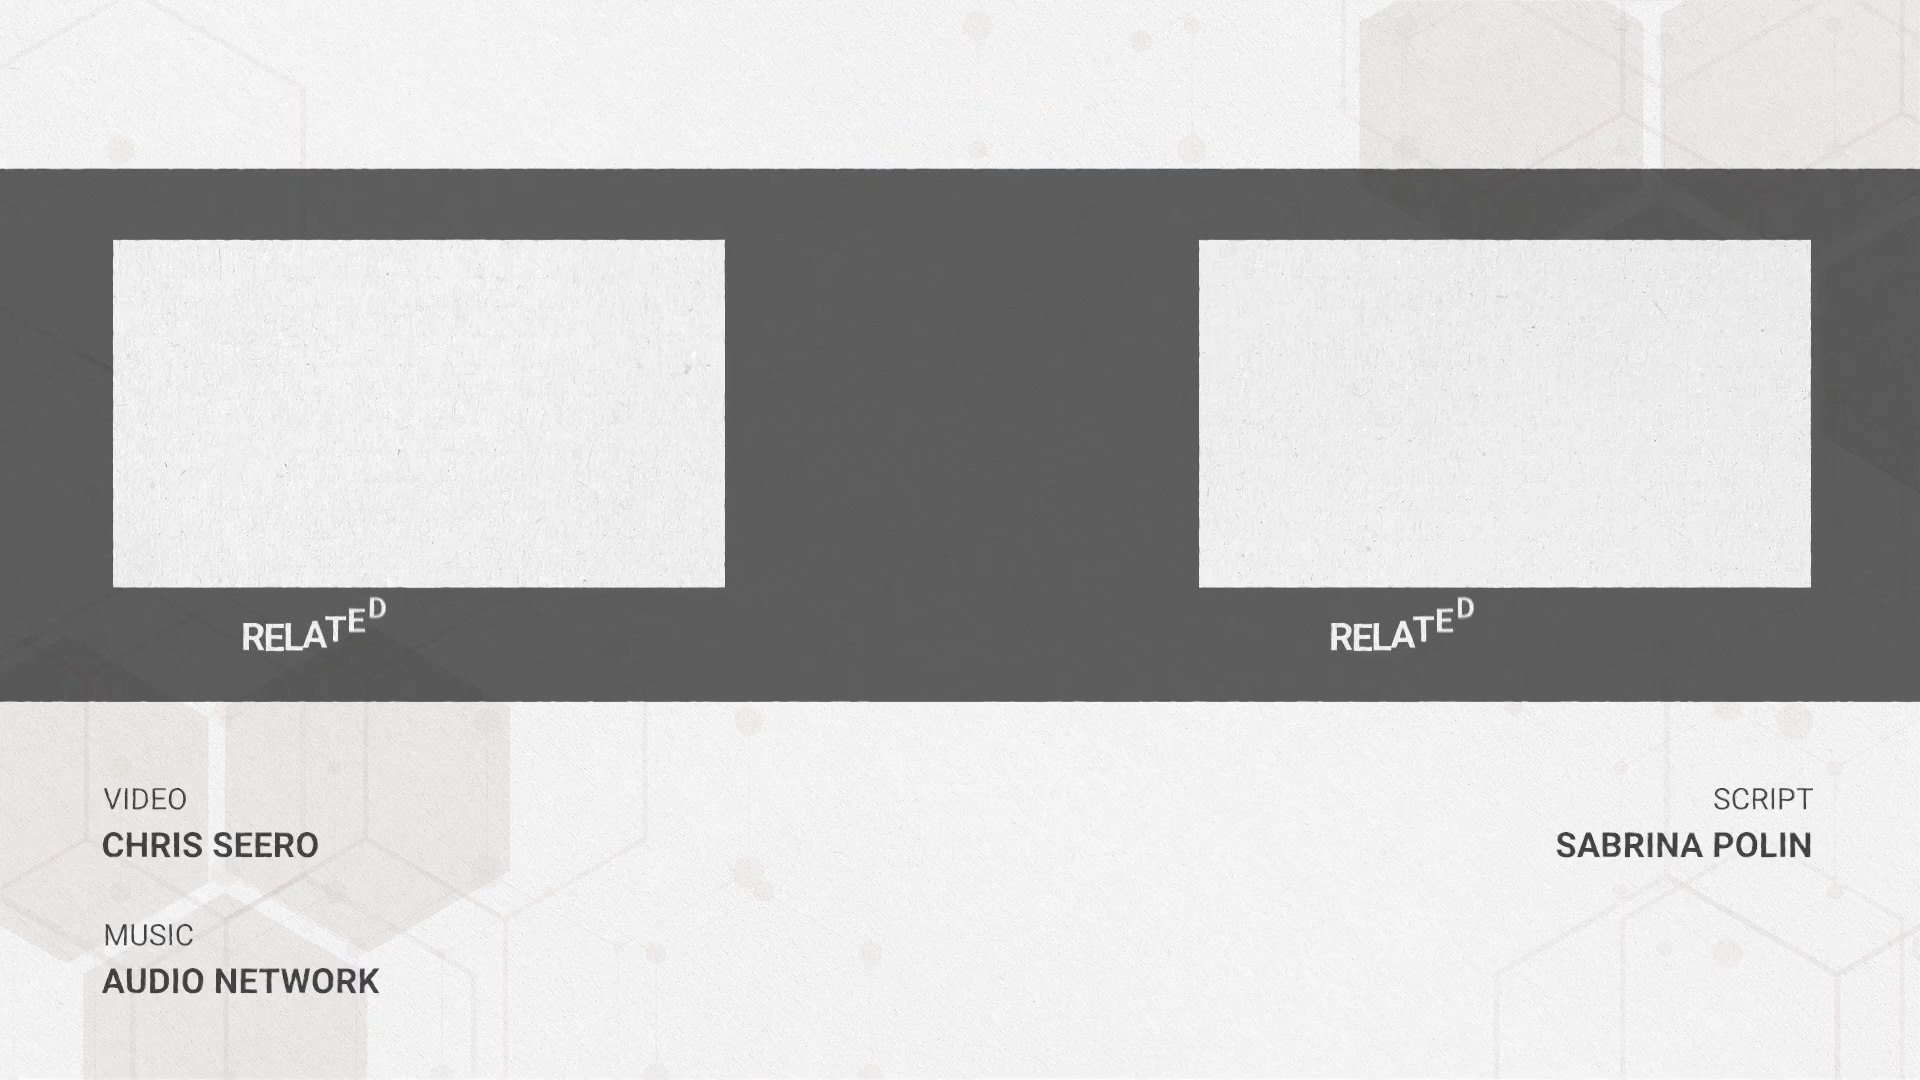 RELATED
RELATED
VIDEO
CHRIS SEERO
MUSIC
AUDIO NETWORK
SCRIPT
SABRINA POLIN